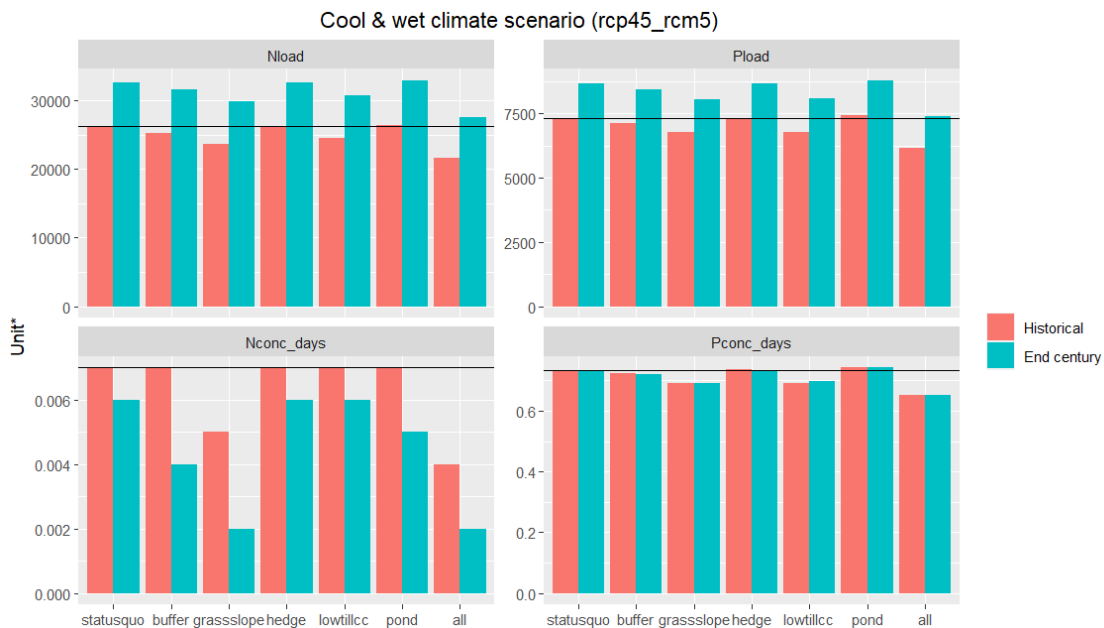 Cool & wet climate scenario (rcp45_rcm5)
Nload
Pload
30000
20000
10000
0
7500
5000
2500
0
Unit*
Nconc_days
Pconc_days
0.006
0.004
0.002
0.000
0.6
0.4
0.2
0.0
statusquo buffer grassslope hedge lowtillcc pond all
statusquo buffer grassslope hedge lowtillcc pond all
Historical
End century